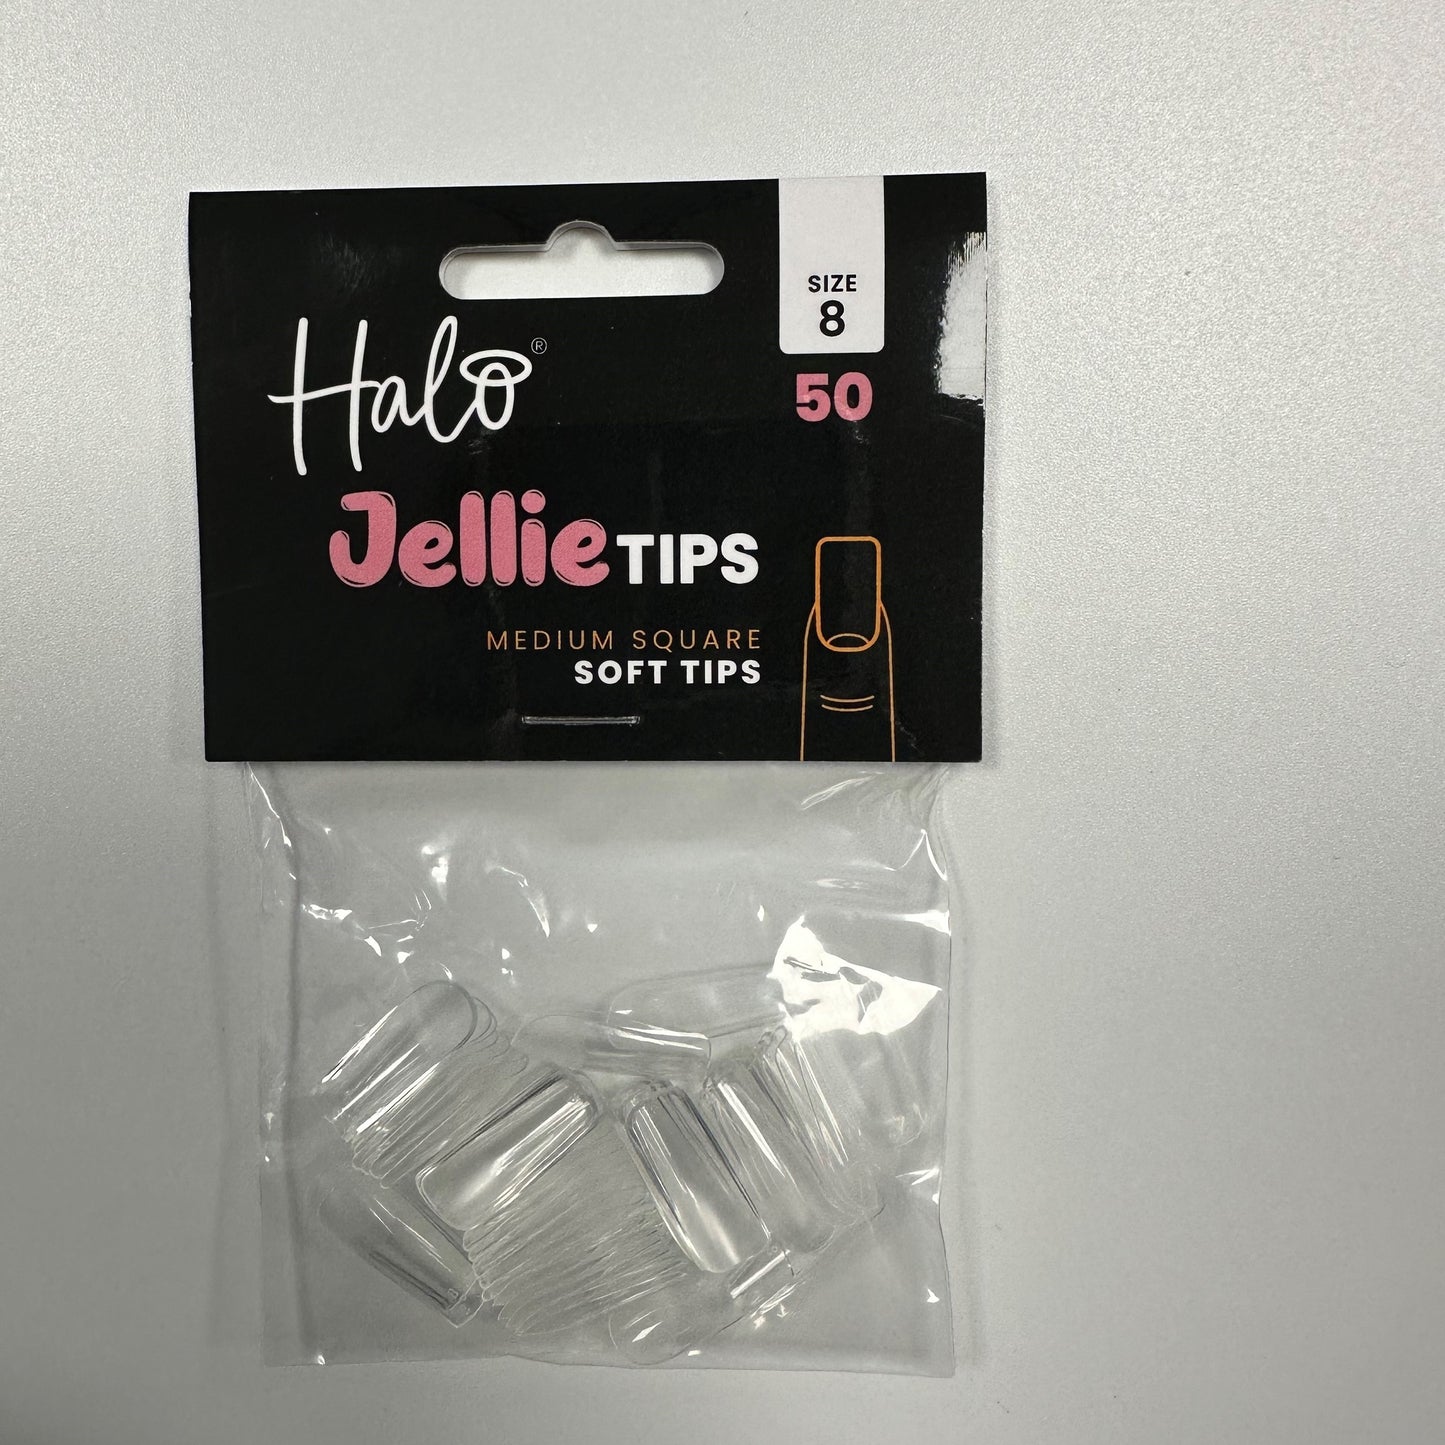 SIZE
8
50
Halo®
Jellie TIPS
MEDIUM SQUARE
SOFT TIPS